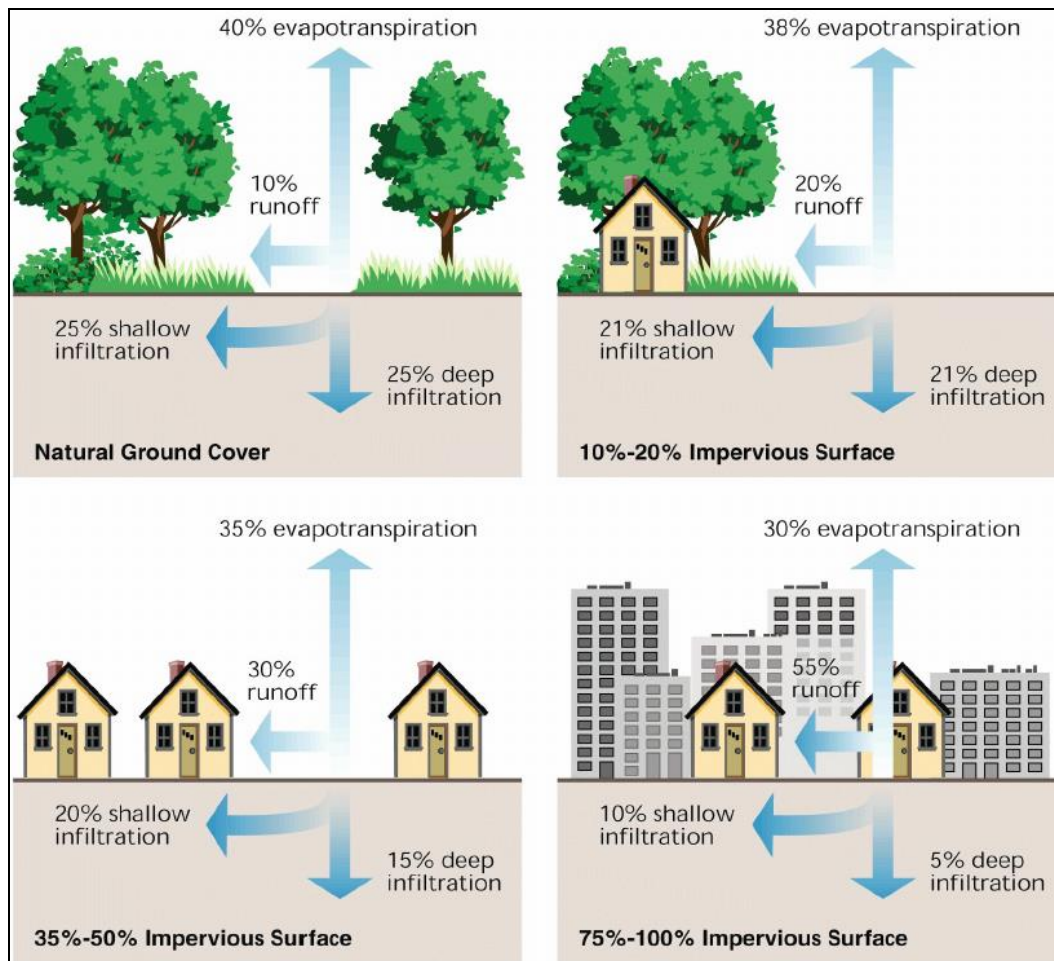 40% evapotranspiration
10%
runoff
25% shallow
infiltration
25% deep
infiltration
Natural Ground Cover
38% evapotranspiration
20%
runoff
21% shallow
infiltration
21% deep
infiltration
10%-20% Impervious Surface
35% evapotranspiration
30%
runoff
20% shallow
infiltration
15% deep
infiltration
35%-50% Impervious Surface
30% evapotranspiration
55%
runoff
10% shallow
infiltration
5% deep
infiltration
75%-100% Impervious Surface